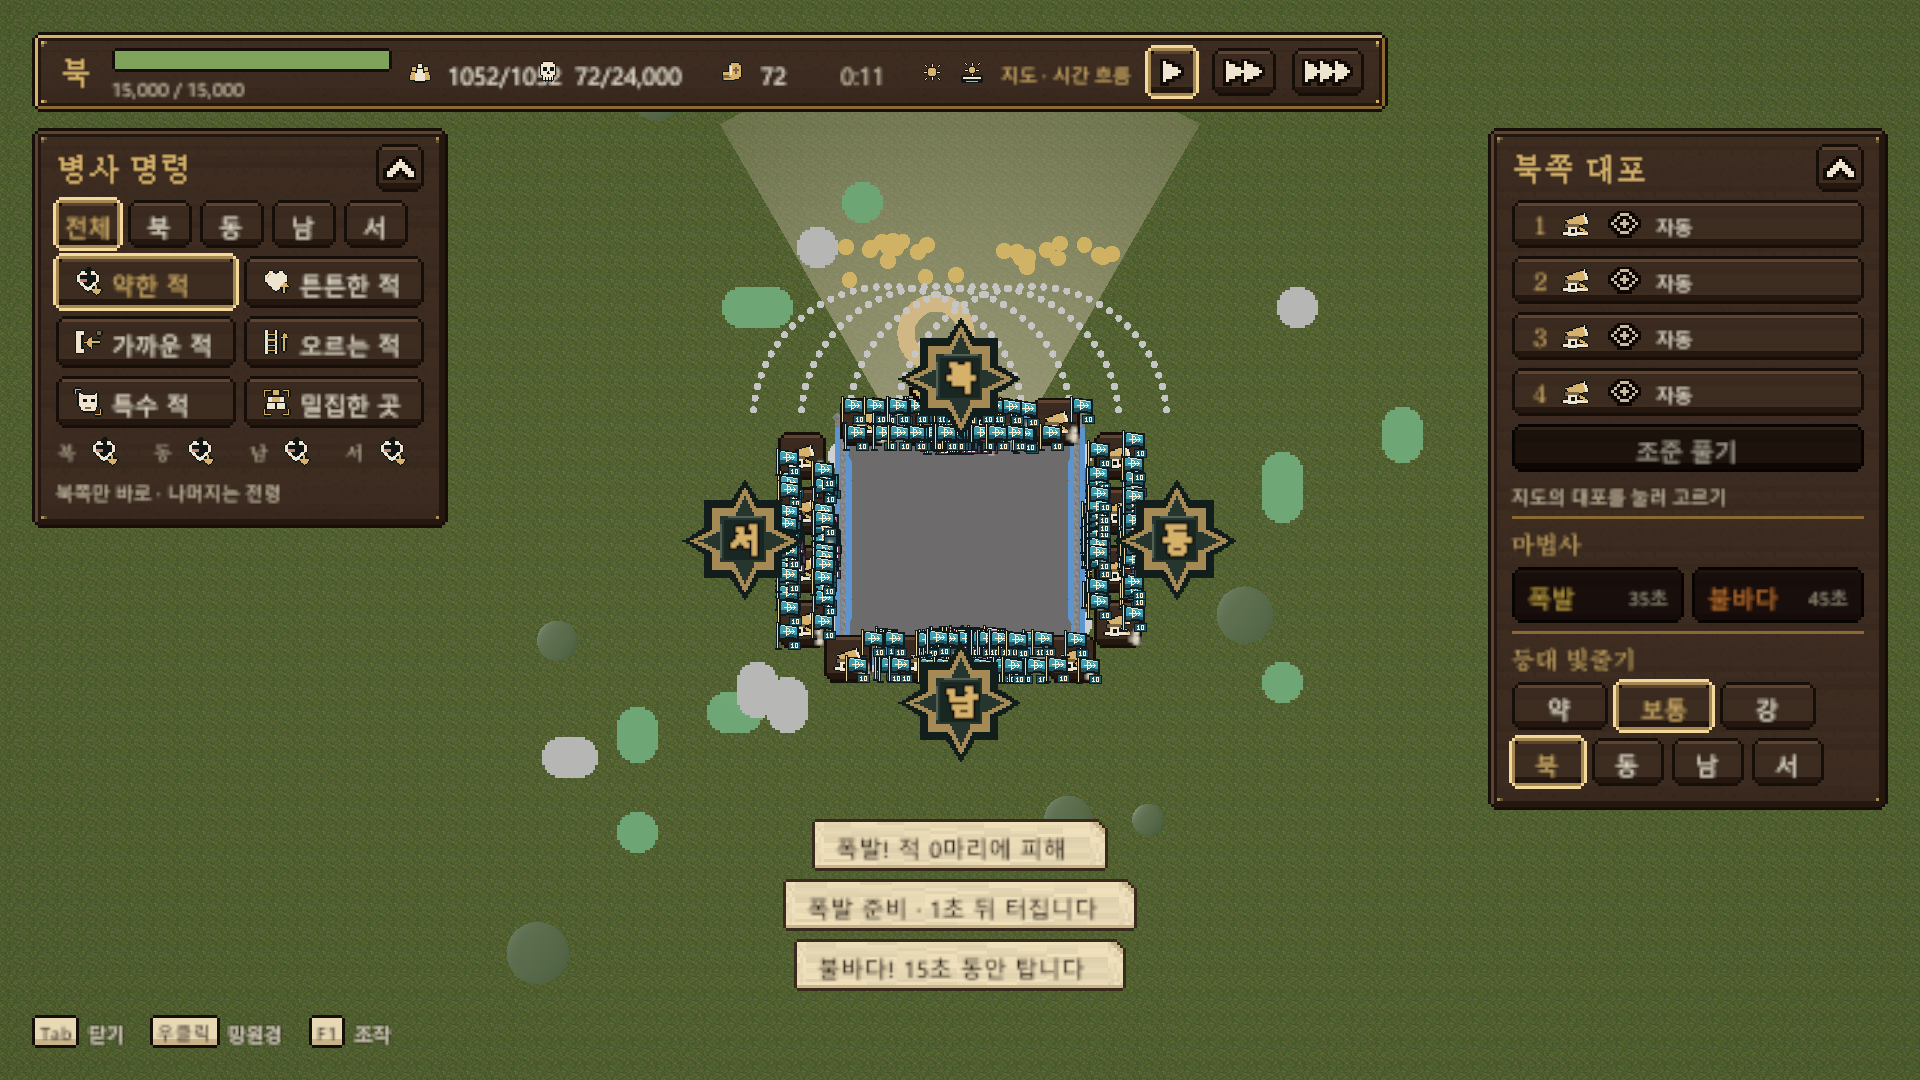 북
15,000 / 15,000
1052/1052
72/24,000
72
0:11
지도 · 시간 흐름
병사 명령
전체 북 동 남 서
약한 적 튼튼한 적
가까운 적 오르는 적
특수 적 밀집한 곳
북 동 남 서
북쪽만 바로 · 나머지는 전령
북쪽 대포
1 자동
2 자동
3 자동
4 자동
조준 풀기
지도의 대포를 눌러 고르기
마법사
폭발 35초 불바다 45초
등대 빛줄기
약 보통 강
북 동 남 서
북
서
동
남
폭발! 적 0마리에 피해
폭발 준비 · 1초 뒤 터집니다
불바다! 15초 동안 탑니다
Tab 닫기 우클릭 망원경 F1 조작